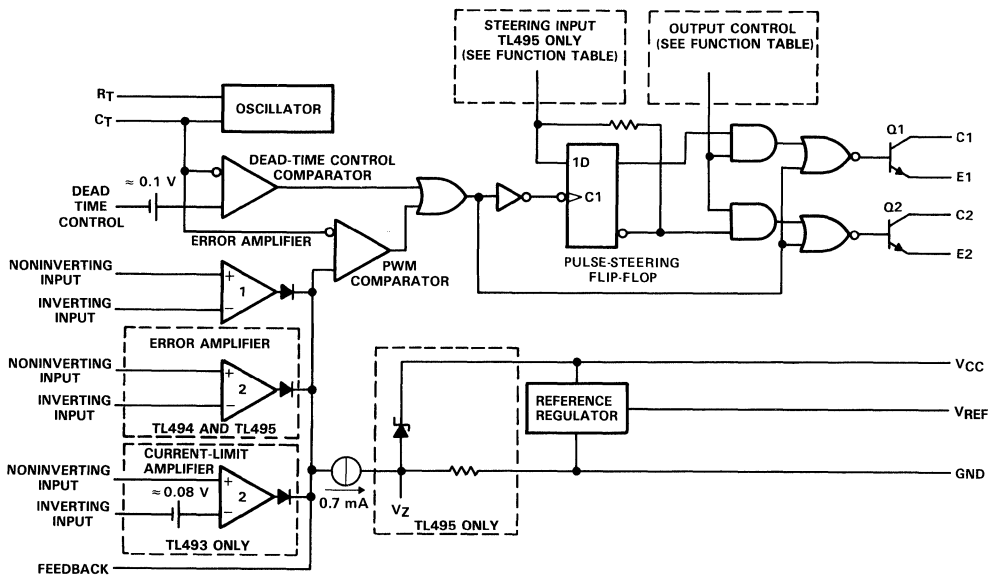 STEERING INPUT
TL495 ONLY
(SEE FUNCTION TABLE)
OUTPUT CONTROL
(SEE FUNCTION TABLE)
RT
CT
OSCILLATOR
DEAD-TIME CONTROL
COMPARATOR
≈ 0.1 V
DEAD
TIME
CONTROL
ERROR AMPLIFIER
PWM
COMPARATOR
1D
C1
PULSE-STEERING
FLIP-FLOP
Q1
C1
E1
Q2
C2
E2
NONINVERTING
INPUT
INVERTING
INPUT
+
−
1
ERROR AMPLIFIER
NONINVERTING
INPUT
INVERTING
INPUT
+
−
2
TL494 AND TL495
CURRENT-LIMIT
AMPLIFIER
NONINVERTING
INPUT
≈0.08 V
INVERTING
INPUT
+
−
2
TL493 ONLY
FEEDBACK
0.7 mA
VZ
TL495 ONLY
REFERENCE
REGULATOR
VCC
VREF
GND